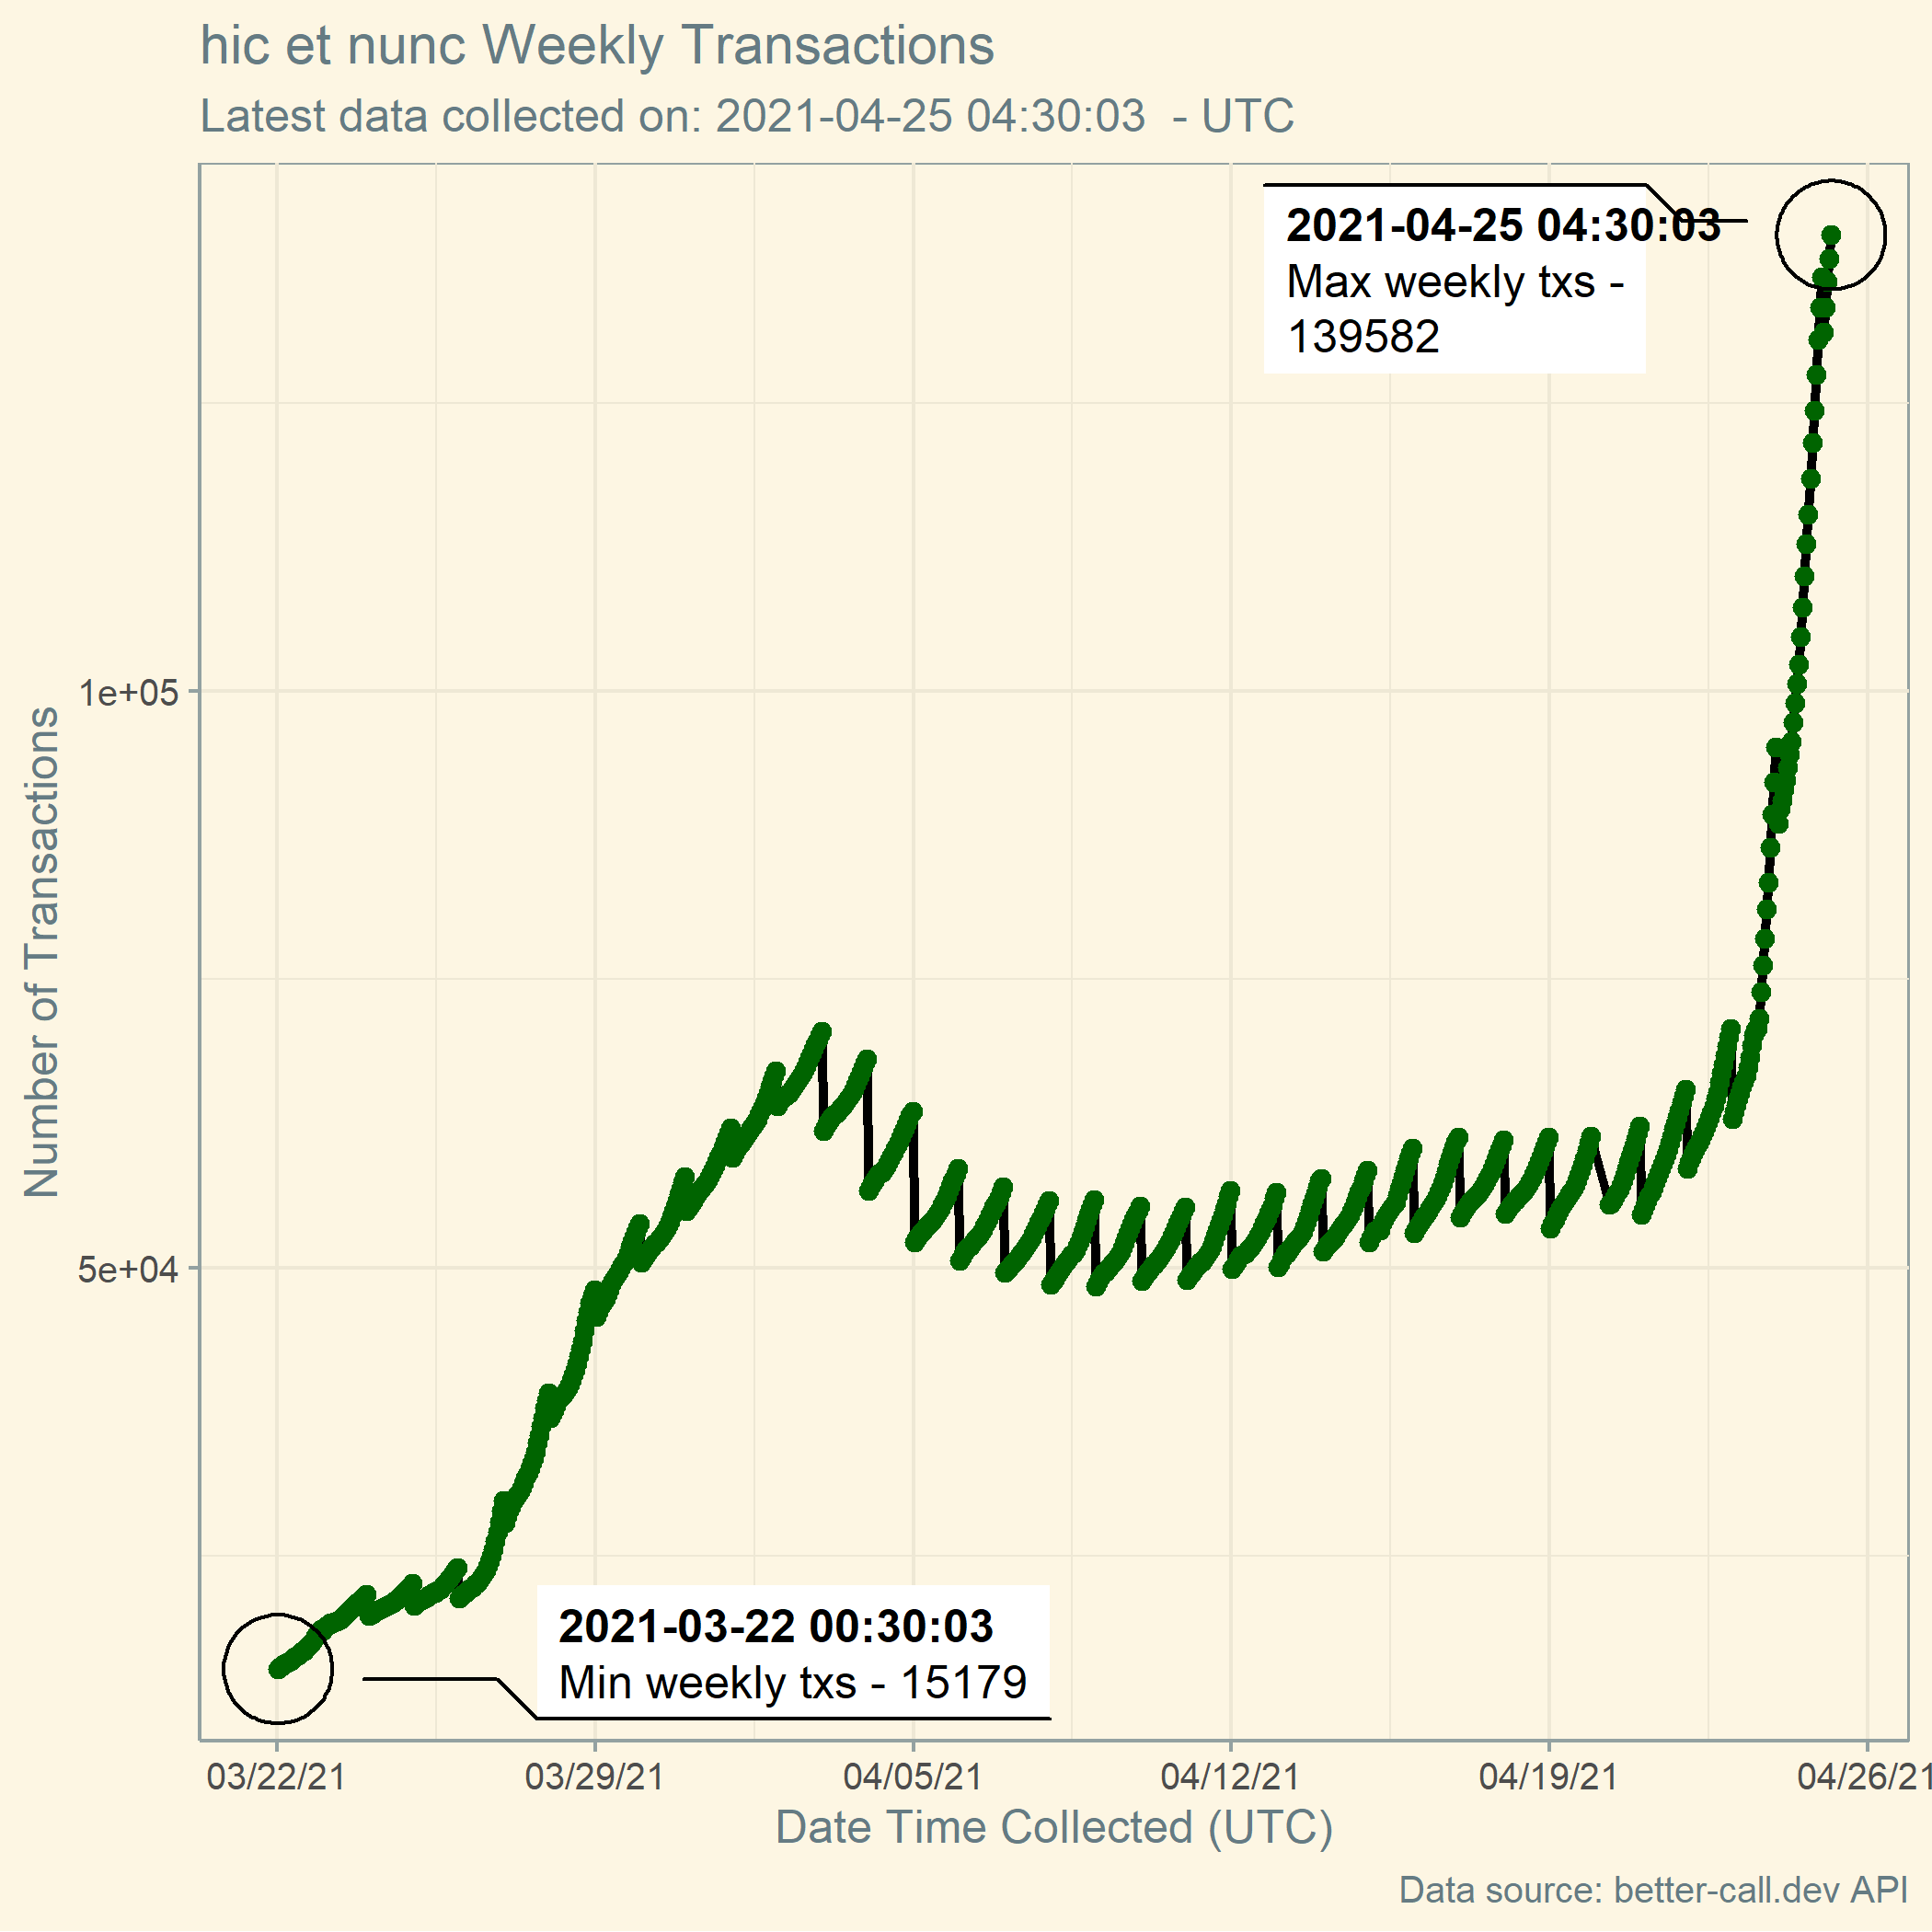 hic et nunc Weekly Transactions
Latest data collected on: 2021-04-25 04:30:03  - UTC
2021-04-25 04:30:03
Max weekly txs -
139582
Number of Transactions
1e+05
5e+04
2021-03-22 00:30:03
Min weekly txs - 15179
03/22/21
03/29/21
04/05/21
04/12/21
04/19/21
04/26/21
Date Time Collected (UTC)
Data source: better-call.dev API